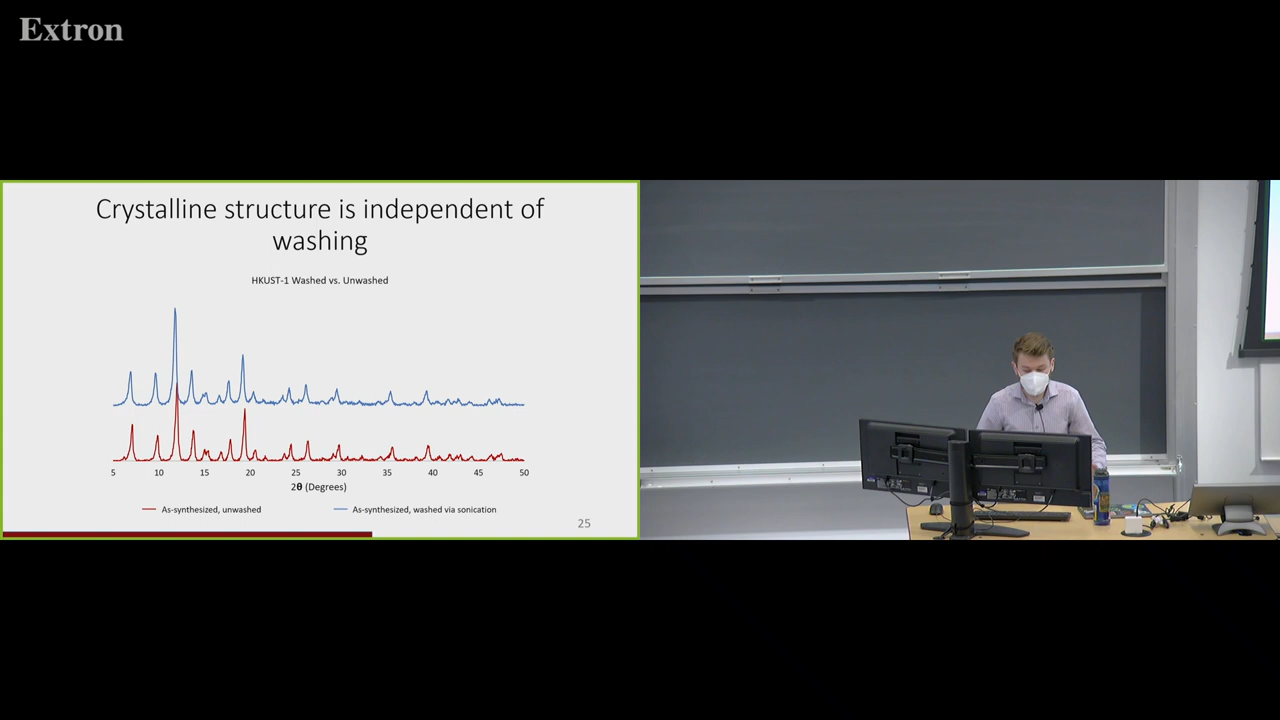 Extron
Crystalline structure is independent of
washing
HKUST-1 Washed vs. Unwashed
5 10 15 20 25 30 35 40 45 50
2θ (Degrees)
As-synthesized, unwashed As-synthesized, washed via sonication
25